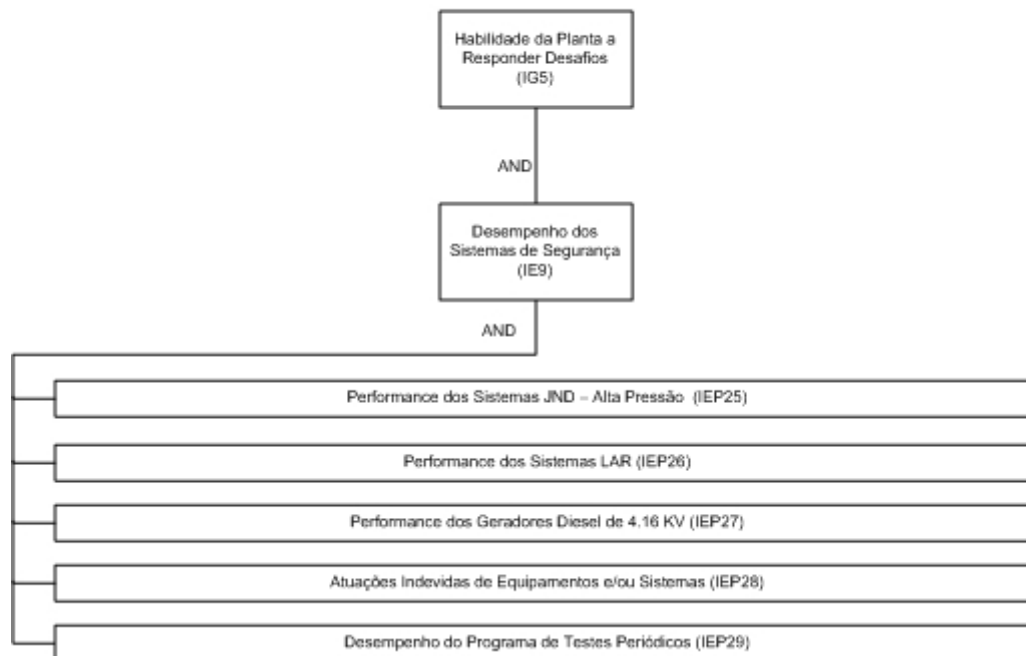 Habilidade da Planta a
Responder Desafios
(IG5)
AND
Desempenho dos
Sistemas de Segurança
(IE9)
AND
Performance dos Sistemas JND – Alta Pressão (IEP25)
Performance dos Sistemas LAR (IEP26)
Performance dos Geradores Diesel de 4.16 KV (IEP27)
Atuações Indevidas de Equipamentos e/ou Sistemas (IEP28)
Desempenho do Programa de Testes Periódicos (IEP29)